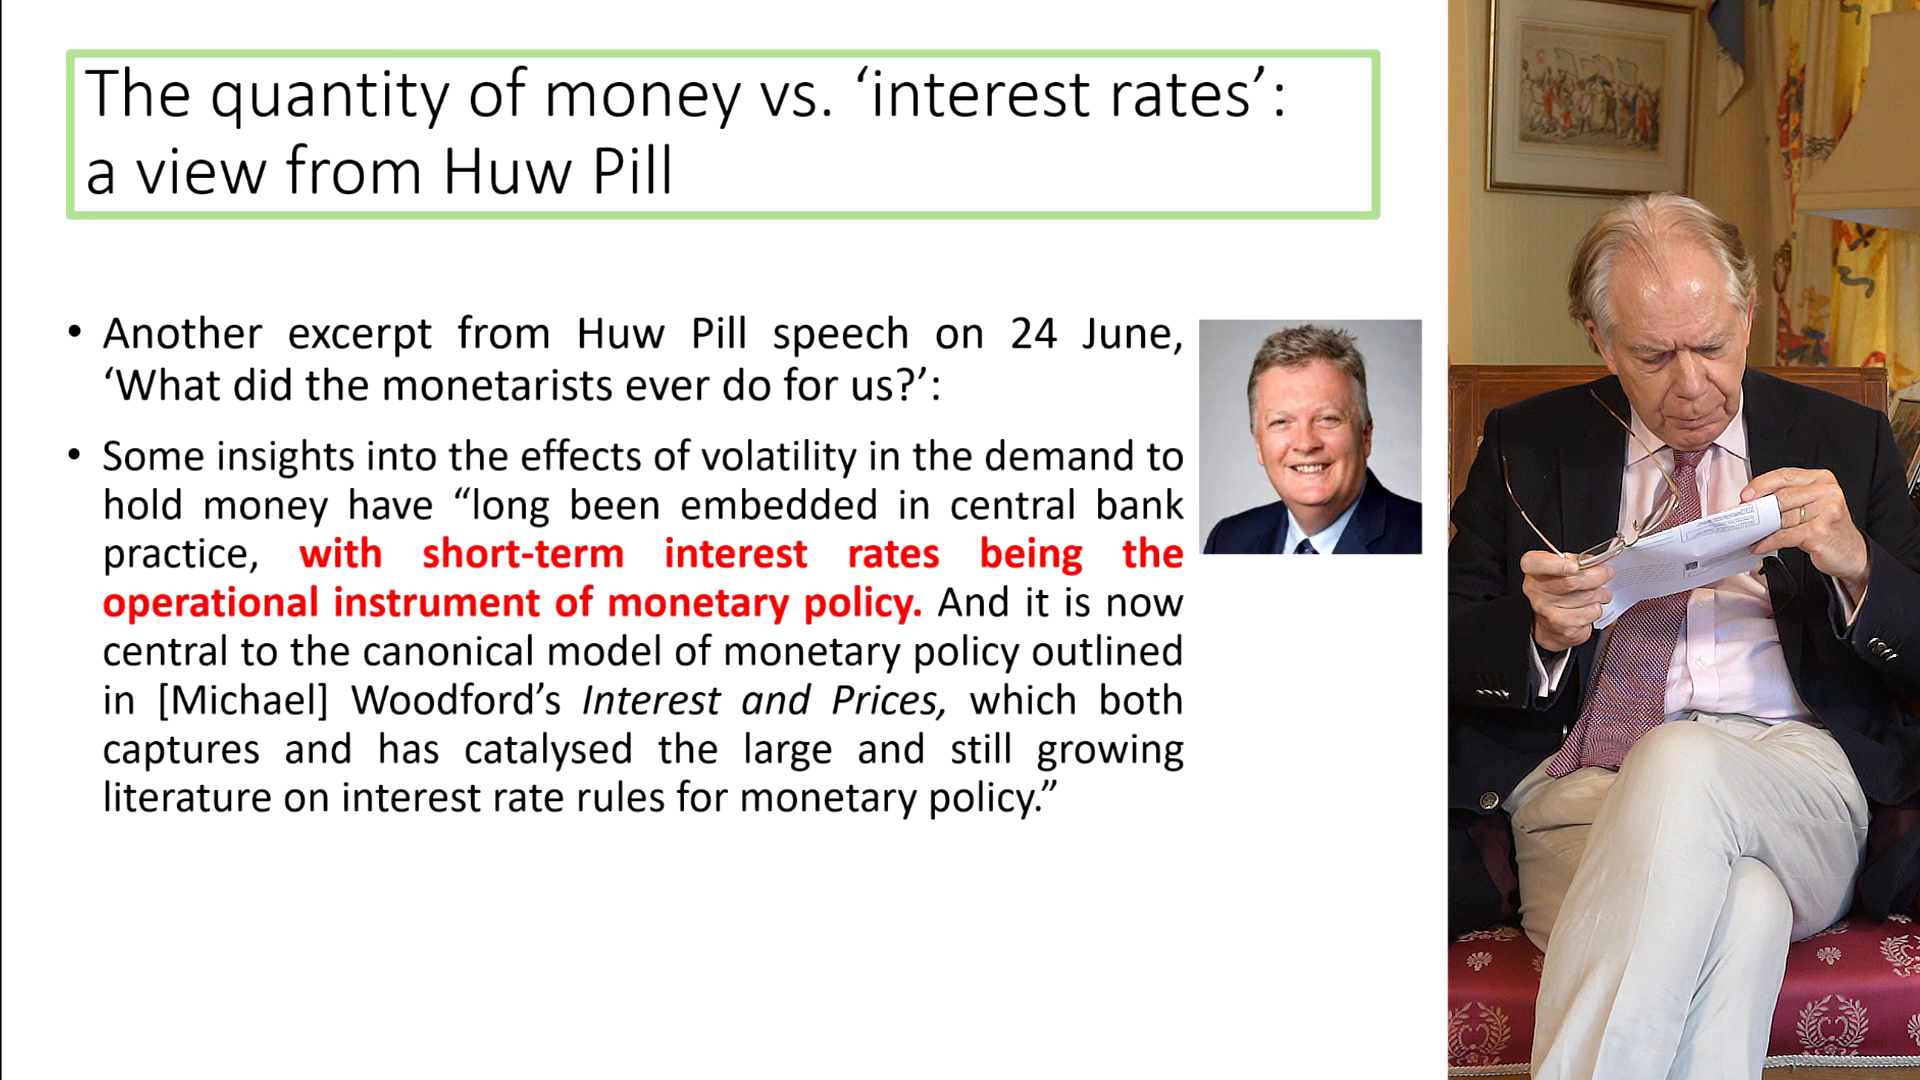 The quantity of money vs. ‘interest rates’:
a view from Huw Pill
• Another excerpt from Huw Pill speech on 24 June,
‘What did the monetarists ever do for us?’:
• Some insights into the effects of volatility in the demand to
hold money have “long been embedded in central bank
practice, with short-term interest rates being the
operational instrument of monetary policy. And it is now
central to the canonical model of monetary policy outlined
in [Michael] Woodford’s Interest and Prices, which both
captures and has catalysed the large and still growing
literature on interest rate rules for monetary policy.”